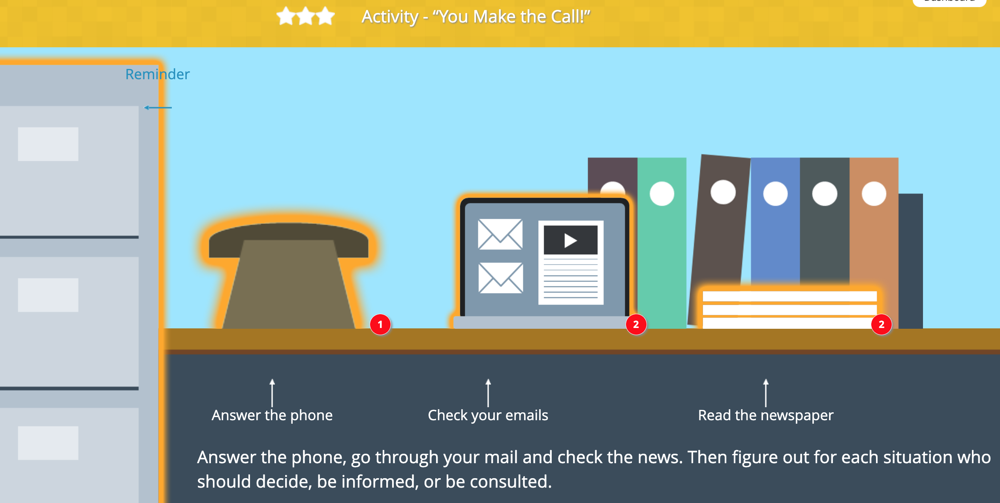 Dashboard
Activity - “You Make the Call!”
Reminder
1
2
2
Answer the phone
Check your emails
Read the newspaper
Answer the phone, go through your mail and check the news. Then figure out for each situation who
should decide, be informed, or be consulted.